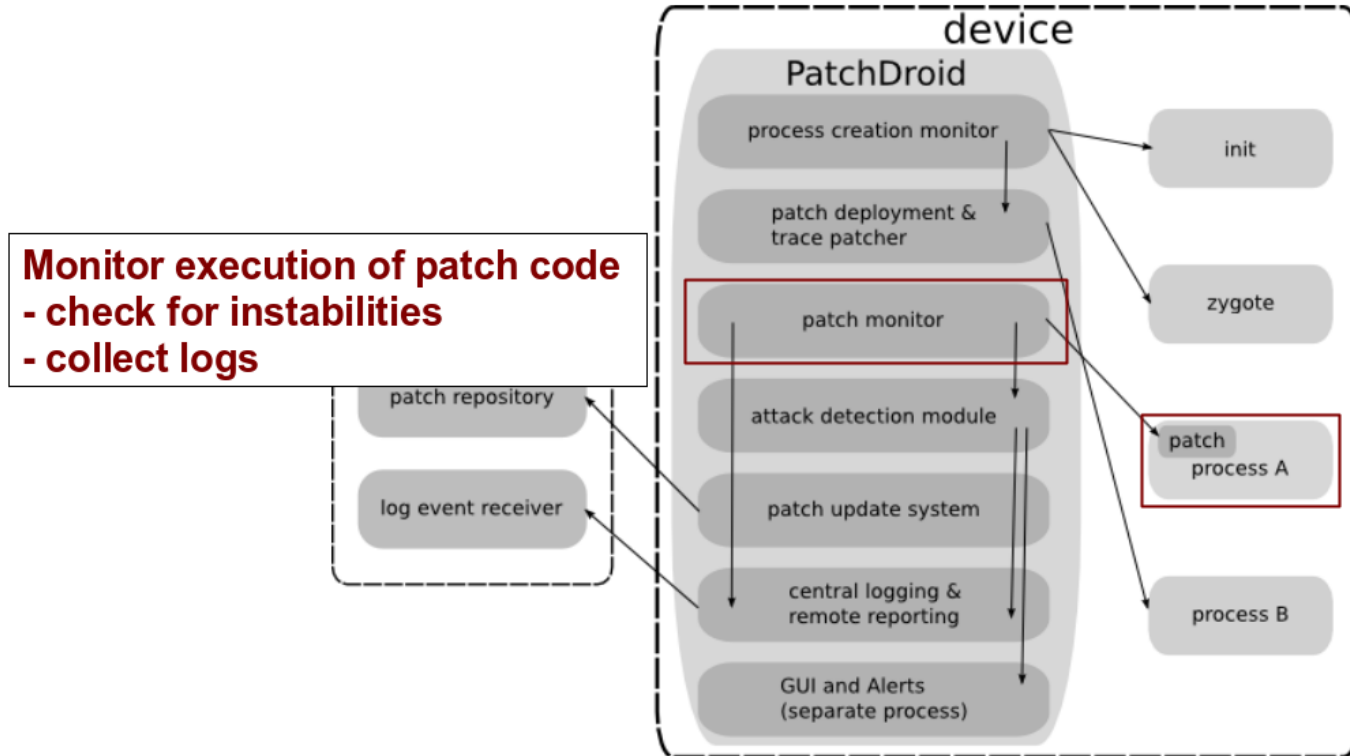 device
PatchDroid
process creation monitor
init
patch deployment &
trace patcher
Monitor execution of patch code
- check for instabilities
- collect logs
patch monitor
zygote
patch repository
attack detection module
patch
process A
log event receiver
patch update system
central logging &
remote reporting
process B
GUI and Alerts
(separate process)